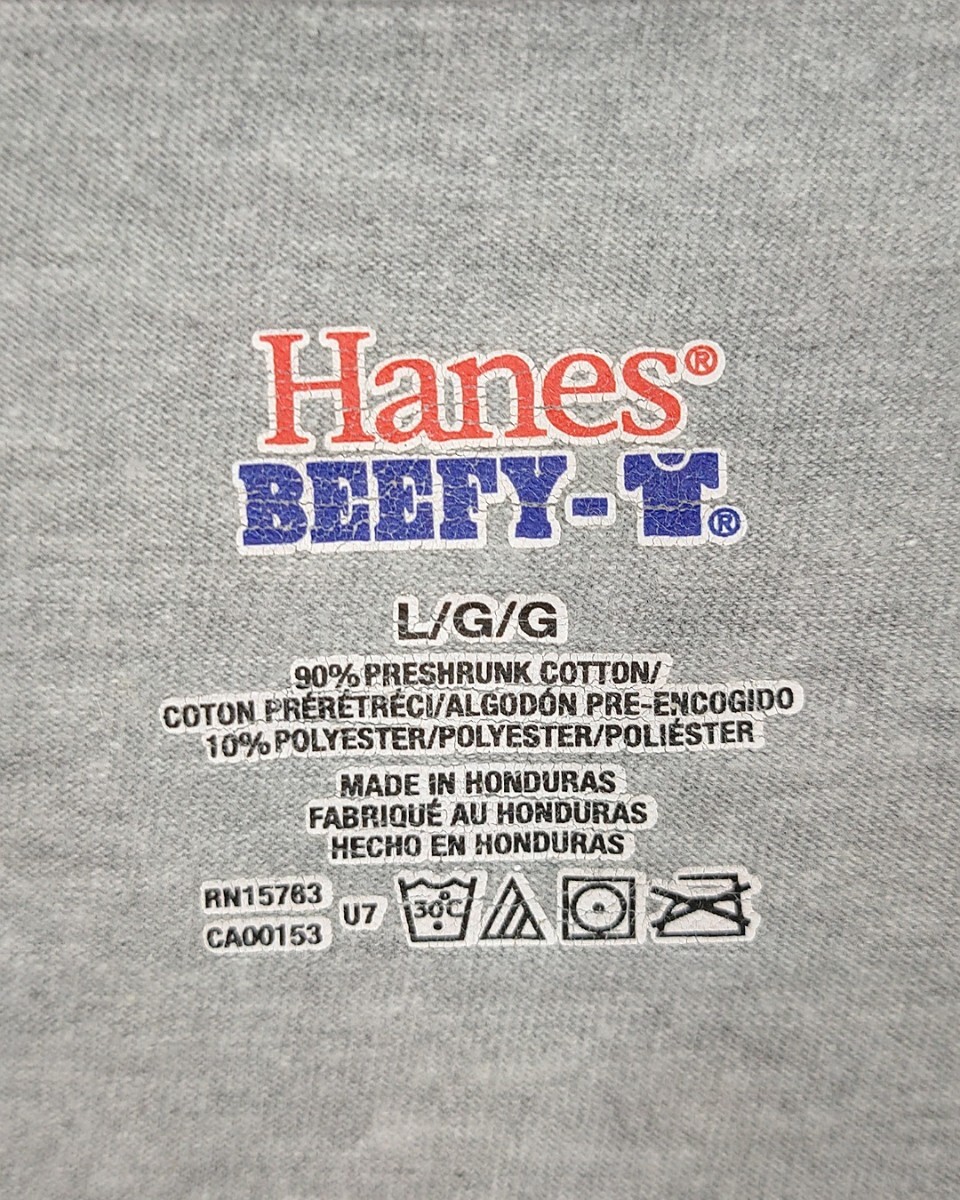 Hanes®
BEEFY-T®
L/G/G
90% PRESHRUNK COTTON/
COTON PRÉRÉTRÉCI/ALGODÓN PRE-ENCOGIDO
10% POLYESTER/POLYESTER/POLIÉSTER
MADE IN HONDURAS
FABRIQUÉ AU HONDURAS
HECHO EN HONDURAS
RN15763
CA00153
U7
30°C